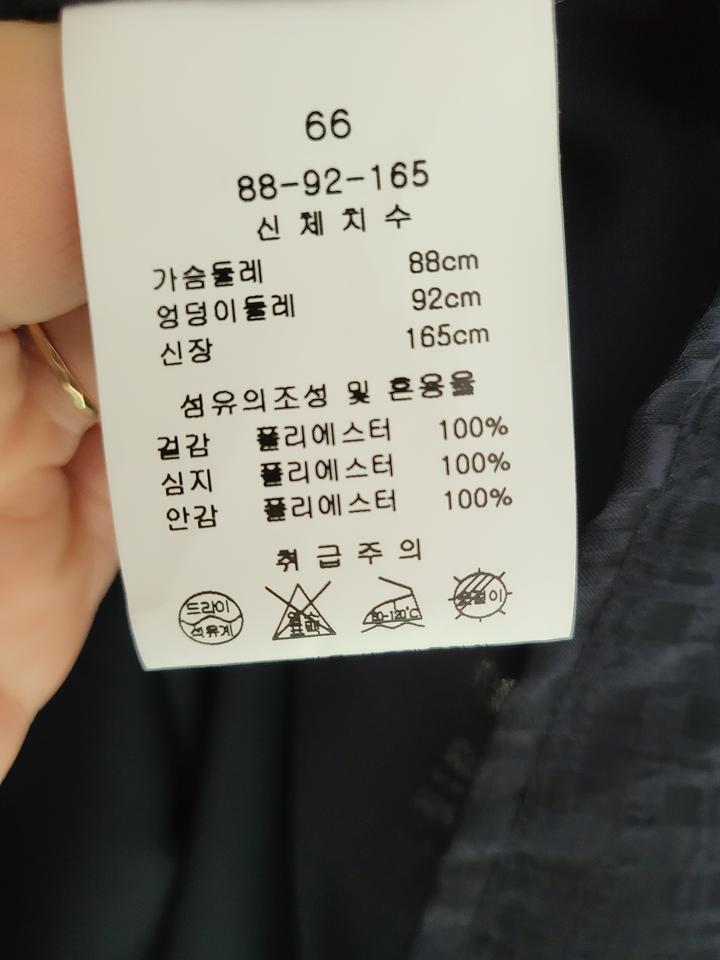 66
88-92-165
신 체 치 수
가슴둘레 88cm
엉덩이둘레 92cm
신장 165cm
섬유의조성 및 혼용율
겉감 폴리에스터 100%
심지 폴리에스터 100%
안감 폴리에스터 100%
취 급 주 의
드라이
석유계
염소
표백
80-120℃
옷걸이